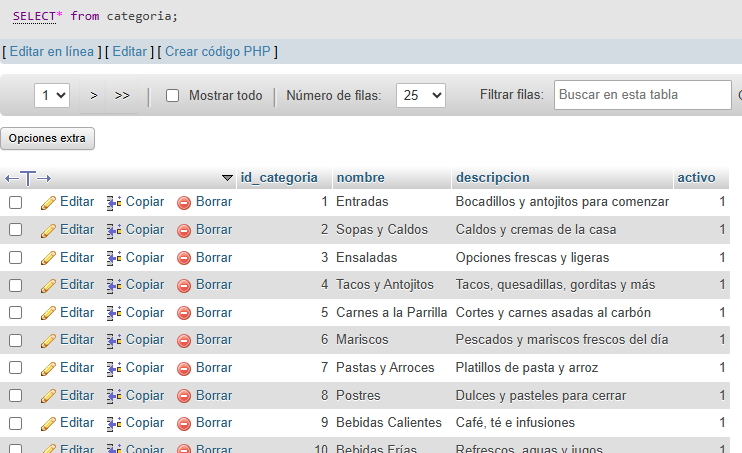 SELECT* from categoria;
[ Editar en línea ] [ Editar ] [ Crear código PHP ]
1 > >> | Mostrar todo | Número de filas: 25 Filtrar filas: Buscar en esta tabla
Opciones extra
←T→ id_categoria nombre descripcion activo
Editar Copiar Borrar 1 Entradas Bocadillos y antojitos para comenzar 1
Editar Copiar Borrar 2 Sopas y Caldos Caldos y cremas de la casa 1
Editar Copiar Borrar 3 Ensaladas Opciones frescas y ligeras 1
Editar Copiar Borrar 4 Tacos y Antojitos Tacos, quesadillas, gorditas y más 1
Editar Copiar Borrar 5 Carnes a la Parrilla Cortes y carnes asadas al carbón 1
Editar Copiar Borrar 6 Mariscos Pescados y mariscos frescos del día 1
Editar Copiar Borrar 7 Pastas y Arroces Platillos de pasta y arroz 1
Editar Copiar Borrar 8 Postres Dulces y pasteles para cerrar 1
Editar Copiar Borrar 9 Bebidas Calientes Café, té e infusiones 1
Editar Copiar Borrar 10 Bebidas Frías Refrescos, aguas y jugos 1